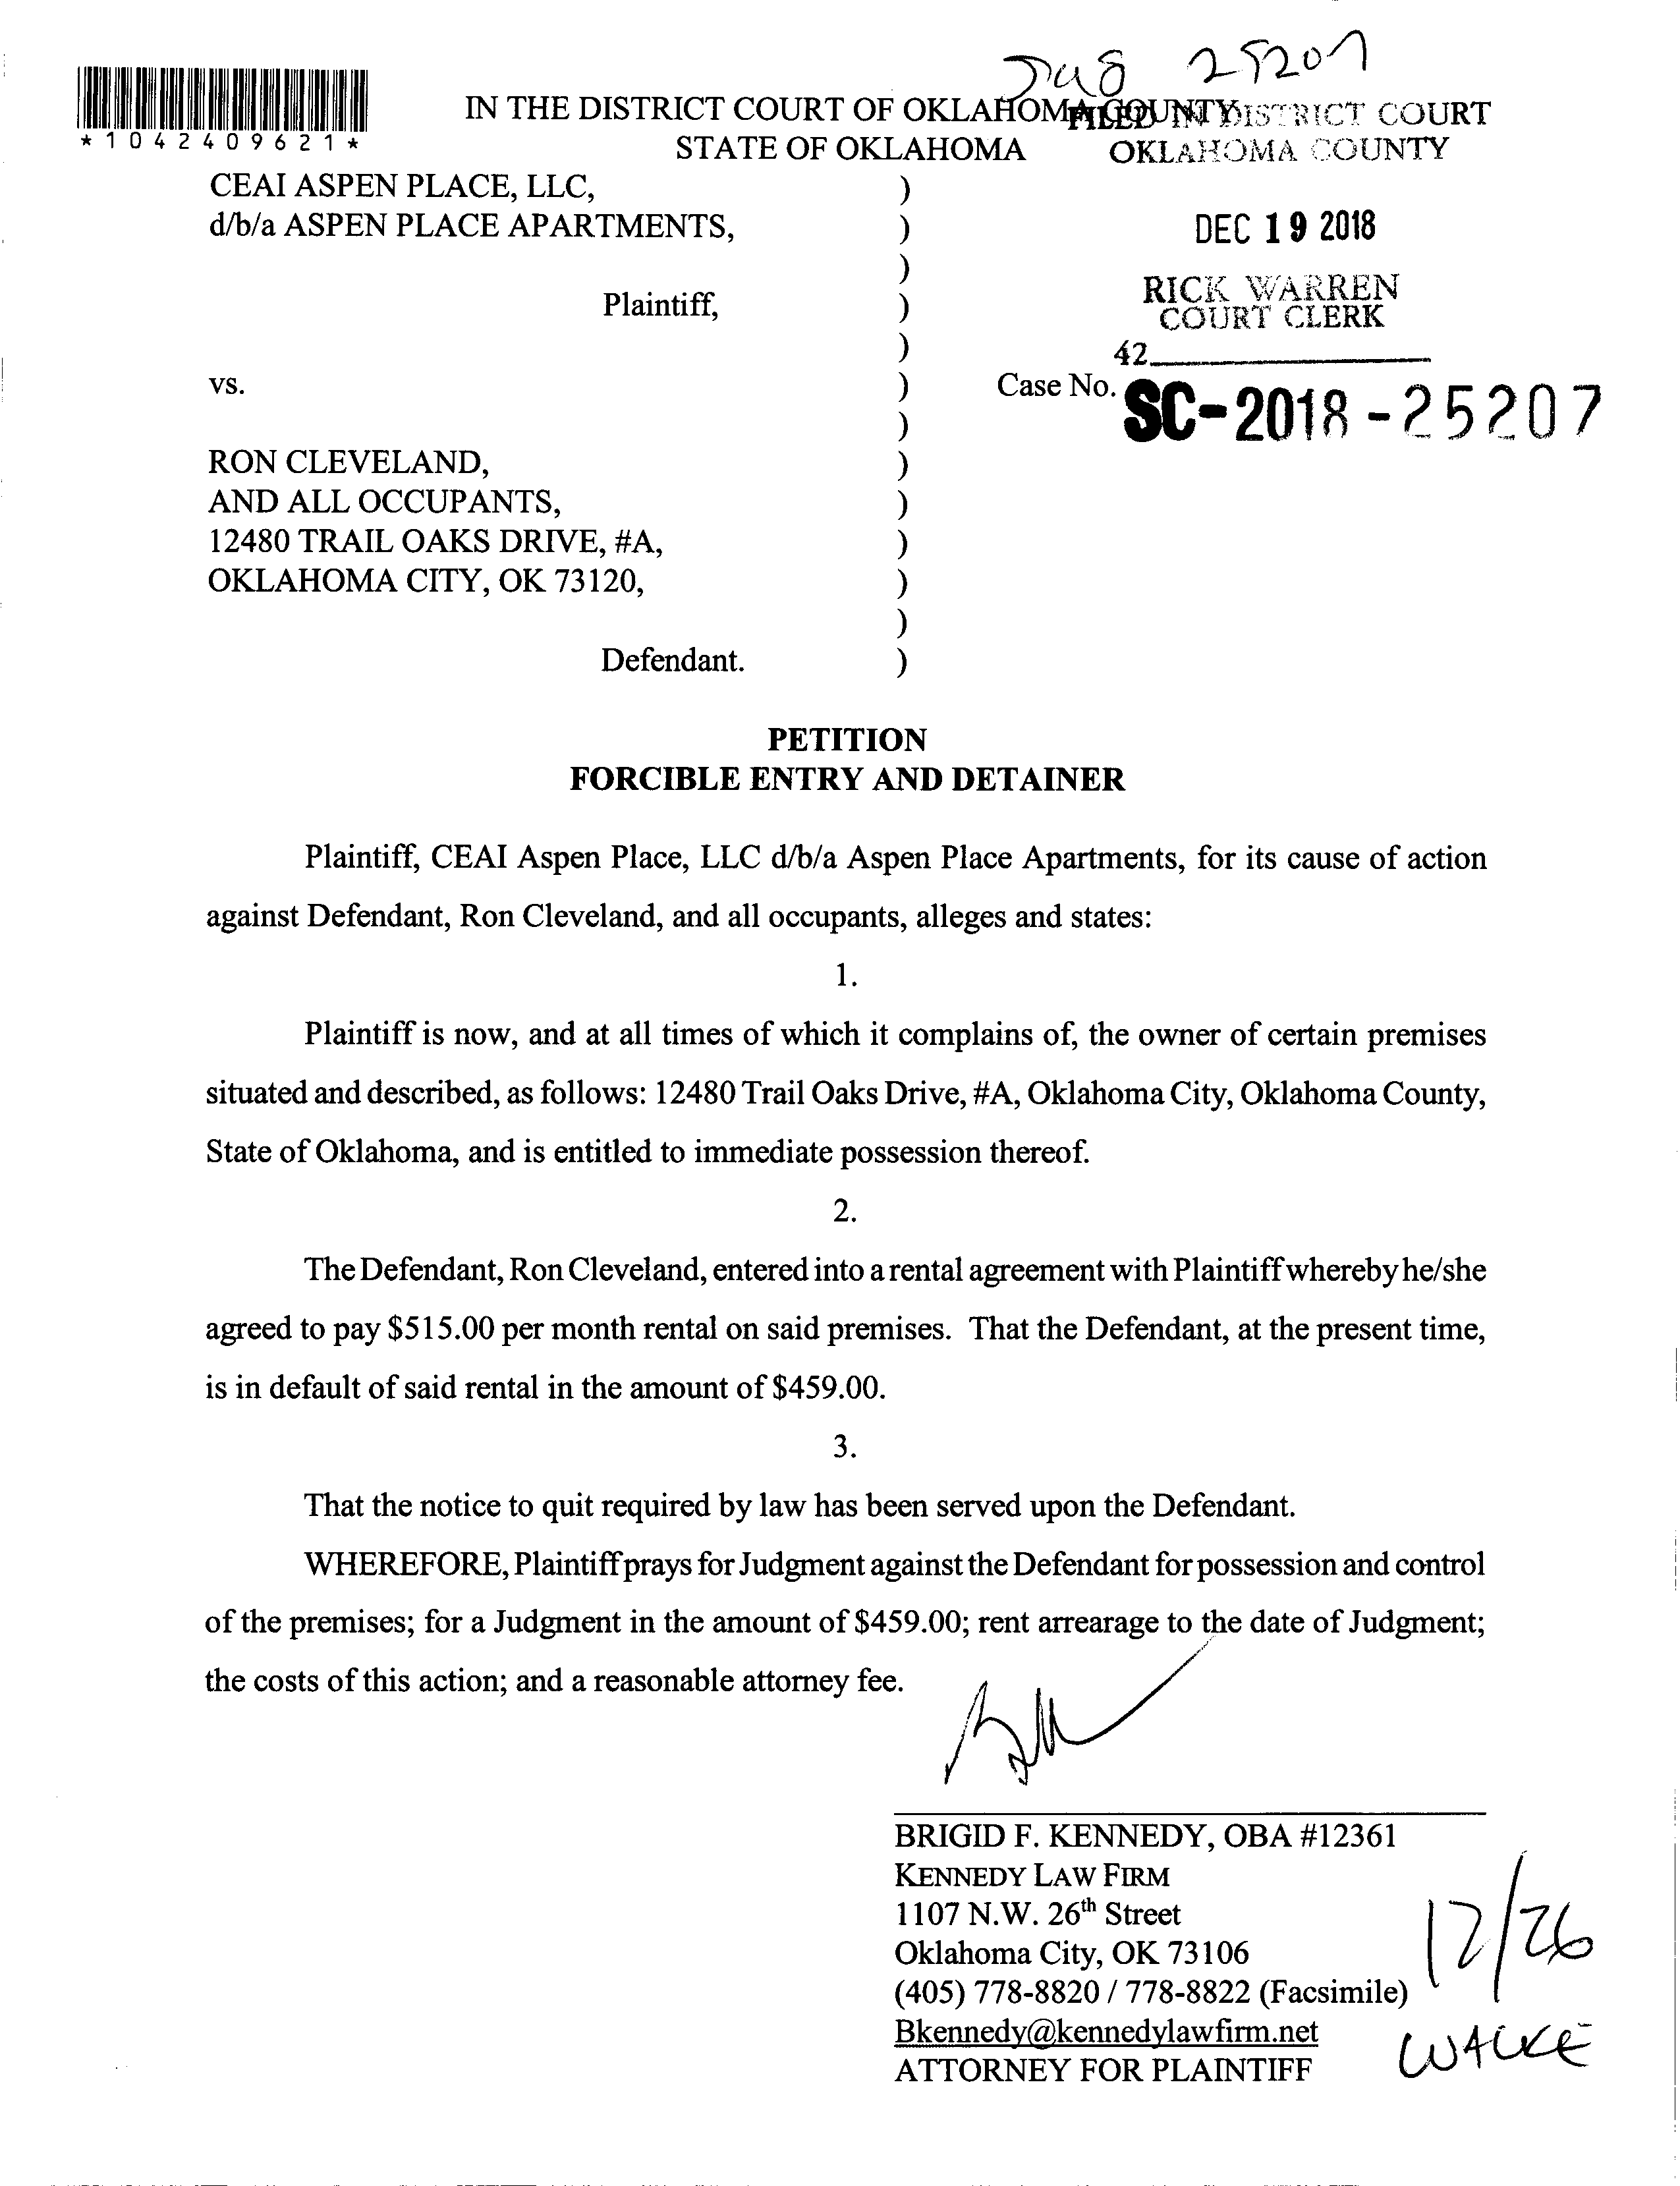 25207
*1042409621*
IN THE DISTRICT COURT OF OKLAHOMA COUNTY
STATE OF OKLAHOMA
FILED IN DISTRICT COURT
OKLAHOMA COUNTY
DEC 19 2018
RICK WARREN
COURT CLERK
42
CEAI ASPEN PLACE, LLC, )
d/b/a ASPEN PLACE APARTMENTS, )
)
Plaintiff, )
)
vs. ) Case No. SC-2018-25207
)
RON CLEVELAND, )
AND ALL OCCUPANTS, )
12480 TRAIL OAKS DRIVE, #A, )
OKLAHOMA CITY, OK 73120, )
)
Defendant. )
PETITION
FORCIBLE ENTRY AND DETAINER
Plaintiff, CEAI Aspen Place, LLC d/b/a Aspen Place Apartments, for its cause of action
against Defendant, Ron Cleveland, and all occupants, alleges and states:
1.
Plaintiff is now, and at all times of which it complains of, the owner of certain premises
situated and described, as follows: 12480 Trail Oaks Drive, #A, Oklahoma City, Oklahoma County,
State of Oklahoma, and is entitled to immediate possession thereof.
2.
The Defendant, Ron Cleveland, entered into a rental agreement with Plaintiff whereby he/she
agreed to pay $515.00 per month rental on said premises. That the Defendant, at the present time,
is in default of said rental in the amount of $459.00.
3.
That the notice to quit required by law has been served upon the Defendant.
WHEREFORE, Plaintiff prays for Judgment against the Defendant for possession and control
of the premises; for a Judgment in the amount of $459.00; rent arrearage to the date of Judgment;
the costs of this action; and a reasonable attorney fee.
BRIGID F. KENNEDY, OBA #12361
KENNEDY LAW FIRM
1107 N.W. 26th Street
Oklahoma City, OK 73106
(405) 778-8820 / 778-8822 (Facsimile)
Bkennedy@kennedylawfirm.net
ATTORNEY FOR PLAINTIFF
12/26